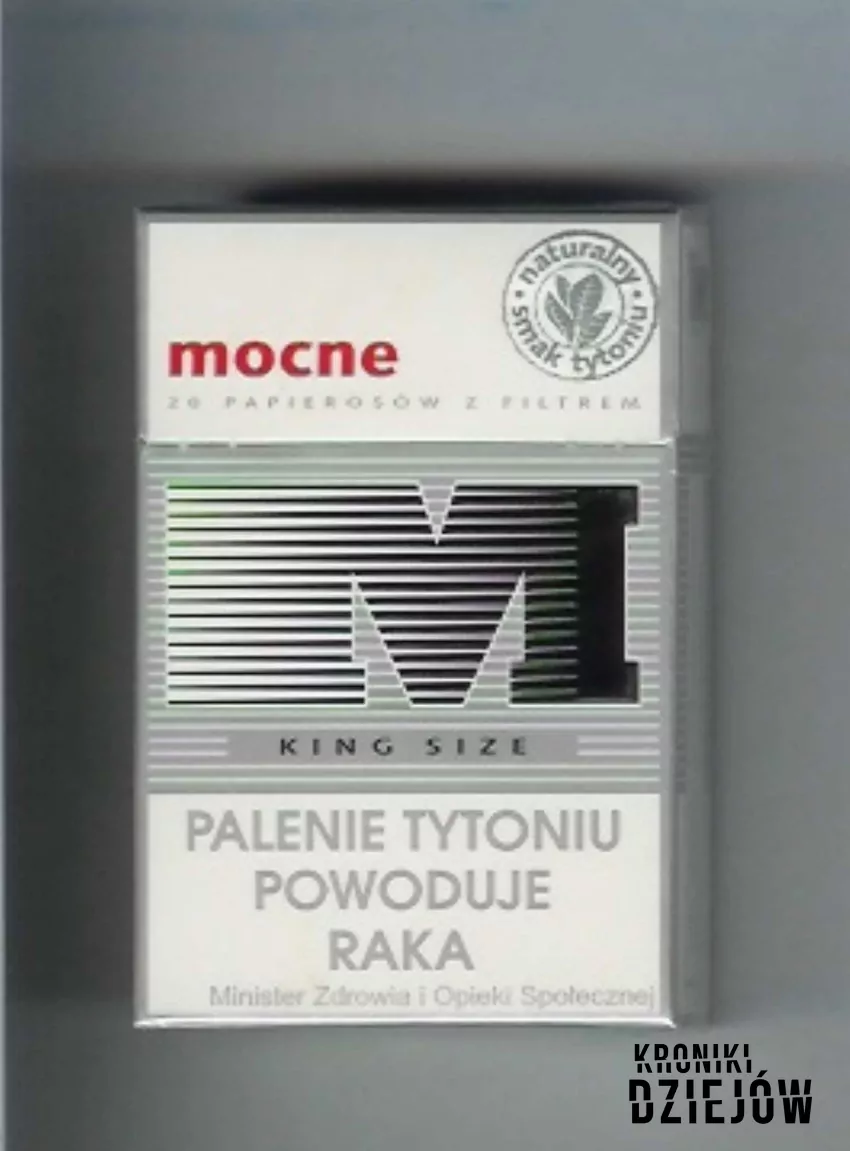 naturalny
smak tytoniu
mocne
20 PAPIEROSÓW Z FILTREM
M
KING SIZE
PALENIE TYTONIU
POWODUJE
RAKA
Minister Zdrowia i Opieki Społecznej
KRONIKI
DZIEJÓW